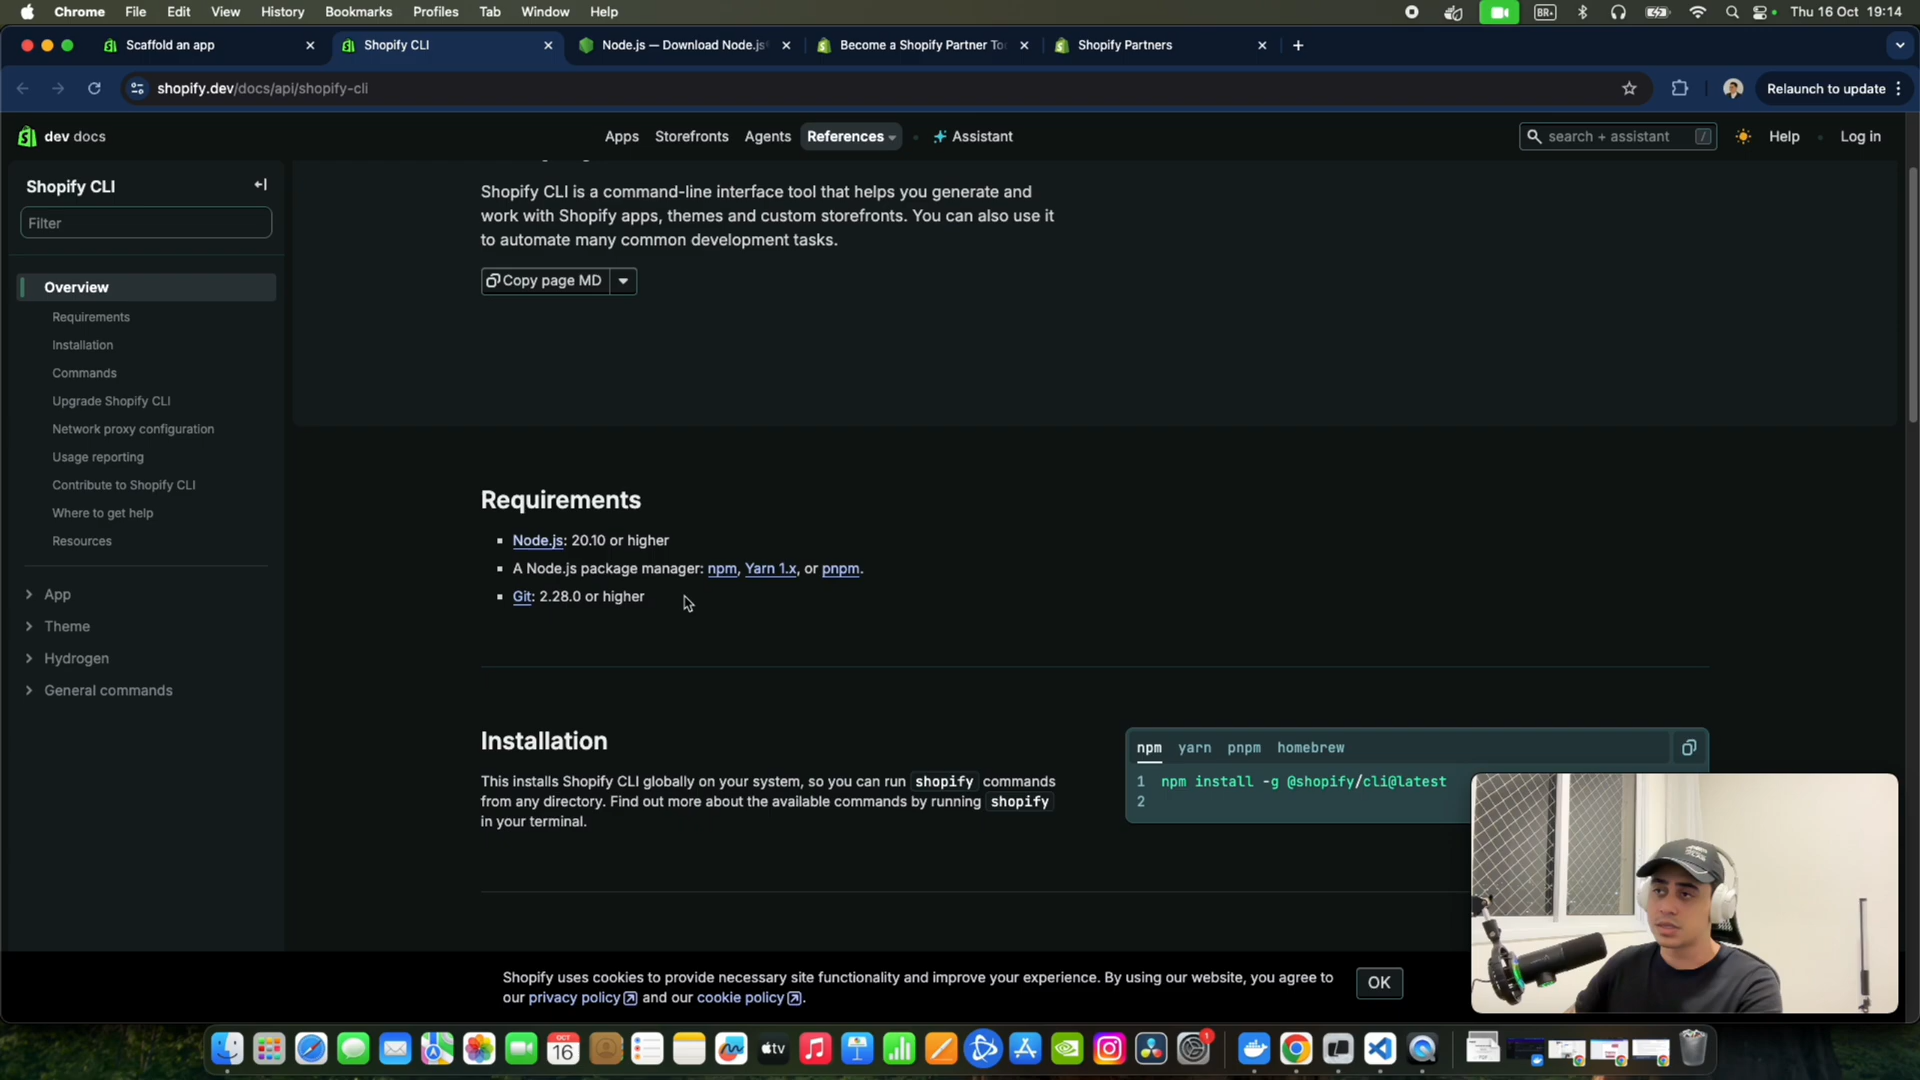 Chrome File Edit View History Bookmarks Profiles Tab Window Help
BR
Thu 16 Oct 19:14
Scaffold an app
Shopify CLI
Node.js — Download Node.js
Become a Shopify Partner To
Shopify Partners
shopify.dev/docs/api/shopify-cli
Relaunch to update
dev docs
Apps Storefronts Agents References Assistant
search + assistant /
Help
Log in
Shopify CLI
Filter
Overview
Requirements
Installation
Commands
Upgrade Shopify CLI
Network proxy configuration
Usage reporting
Contribute to Shopify CLI
Where to get help
Resources
App
Theme
Hydrogen
General commands
Shopify CLI is a command-line interface tool that helps you generate and
work with Shopify apps, themes and custom storefronts. You can also use it
to automate many common development tasks.
Copy page MD
Requirements
Node.js: 20.10 or higher
A Node.js package manager: npm, Yarn 1.x, or pnpm.
Git: 2.28.0 or higher
Installation
This installs Shopify CLI globally on your system, so you can run shopify commands
from any directory. Find out more about the available commands by running shopify
in your terminal.
npm yarn pnpm homebrew
1 npm install -g @shopify/cli@latest
2
Shopify uses cookies to provide necessary site functionality and improve your experience. By using our website, you agree to
our privacy policy and our cookie policy.
OK
OCT
16
tv
1